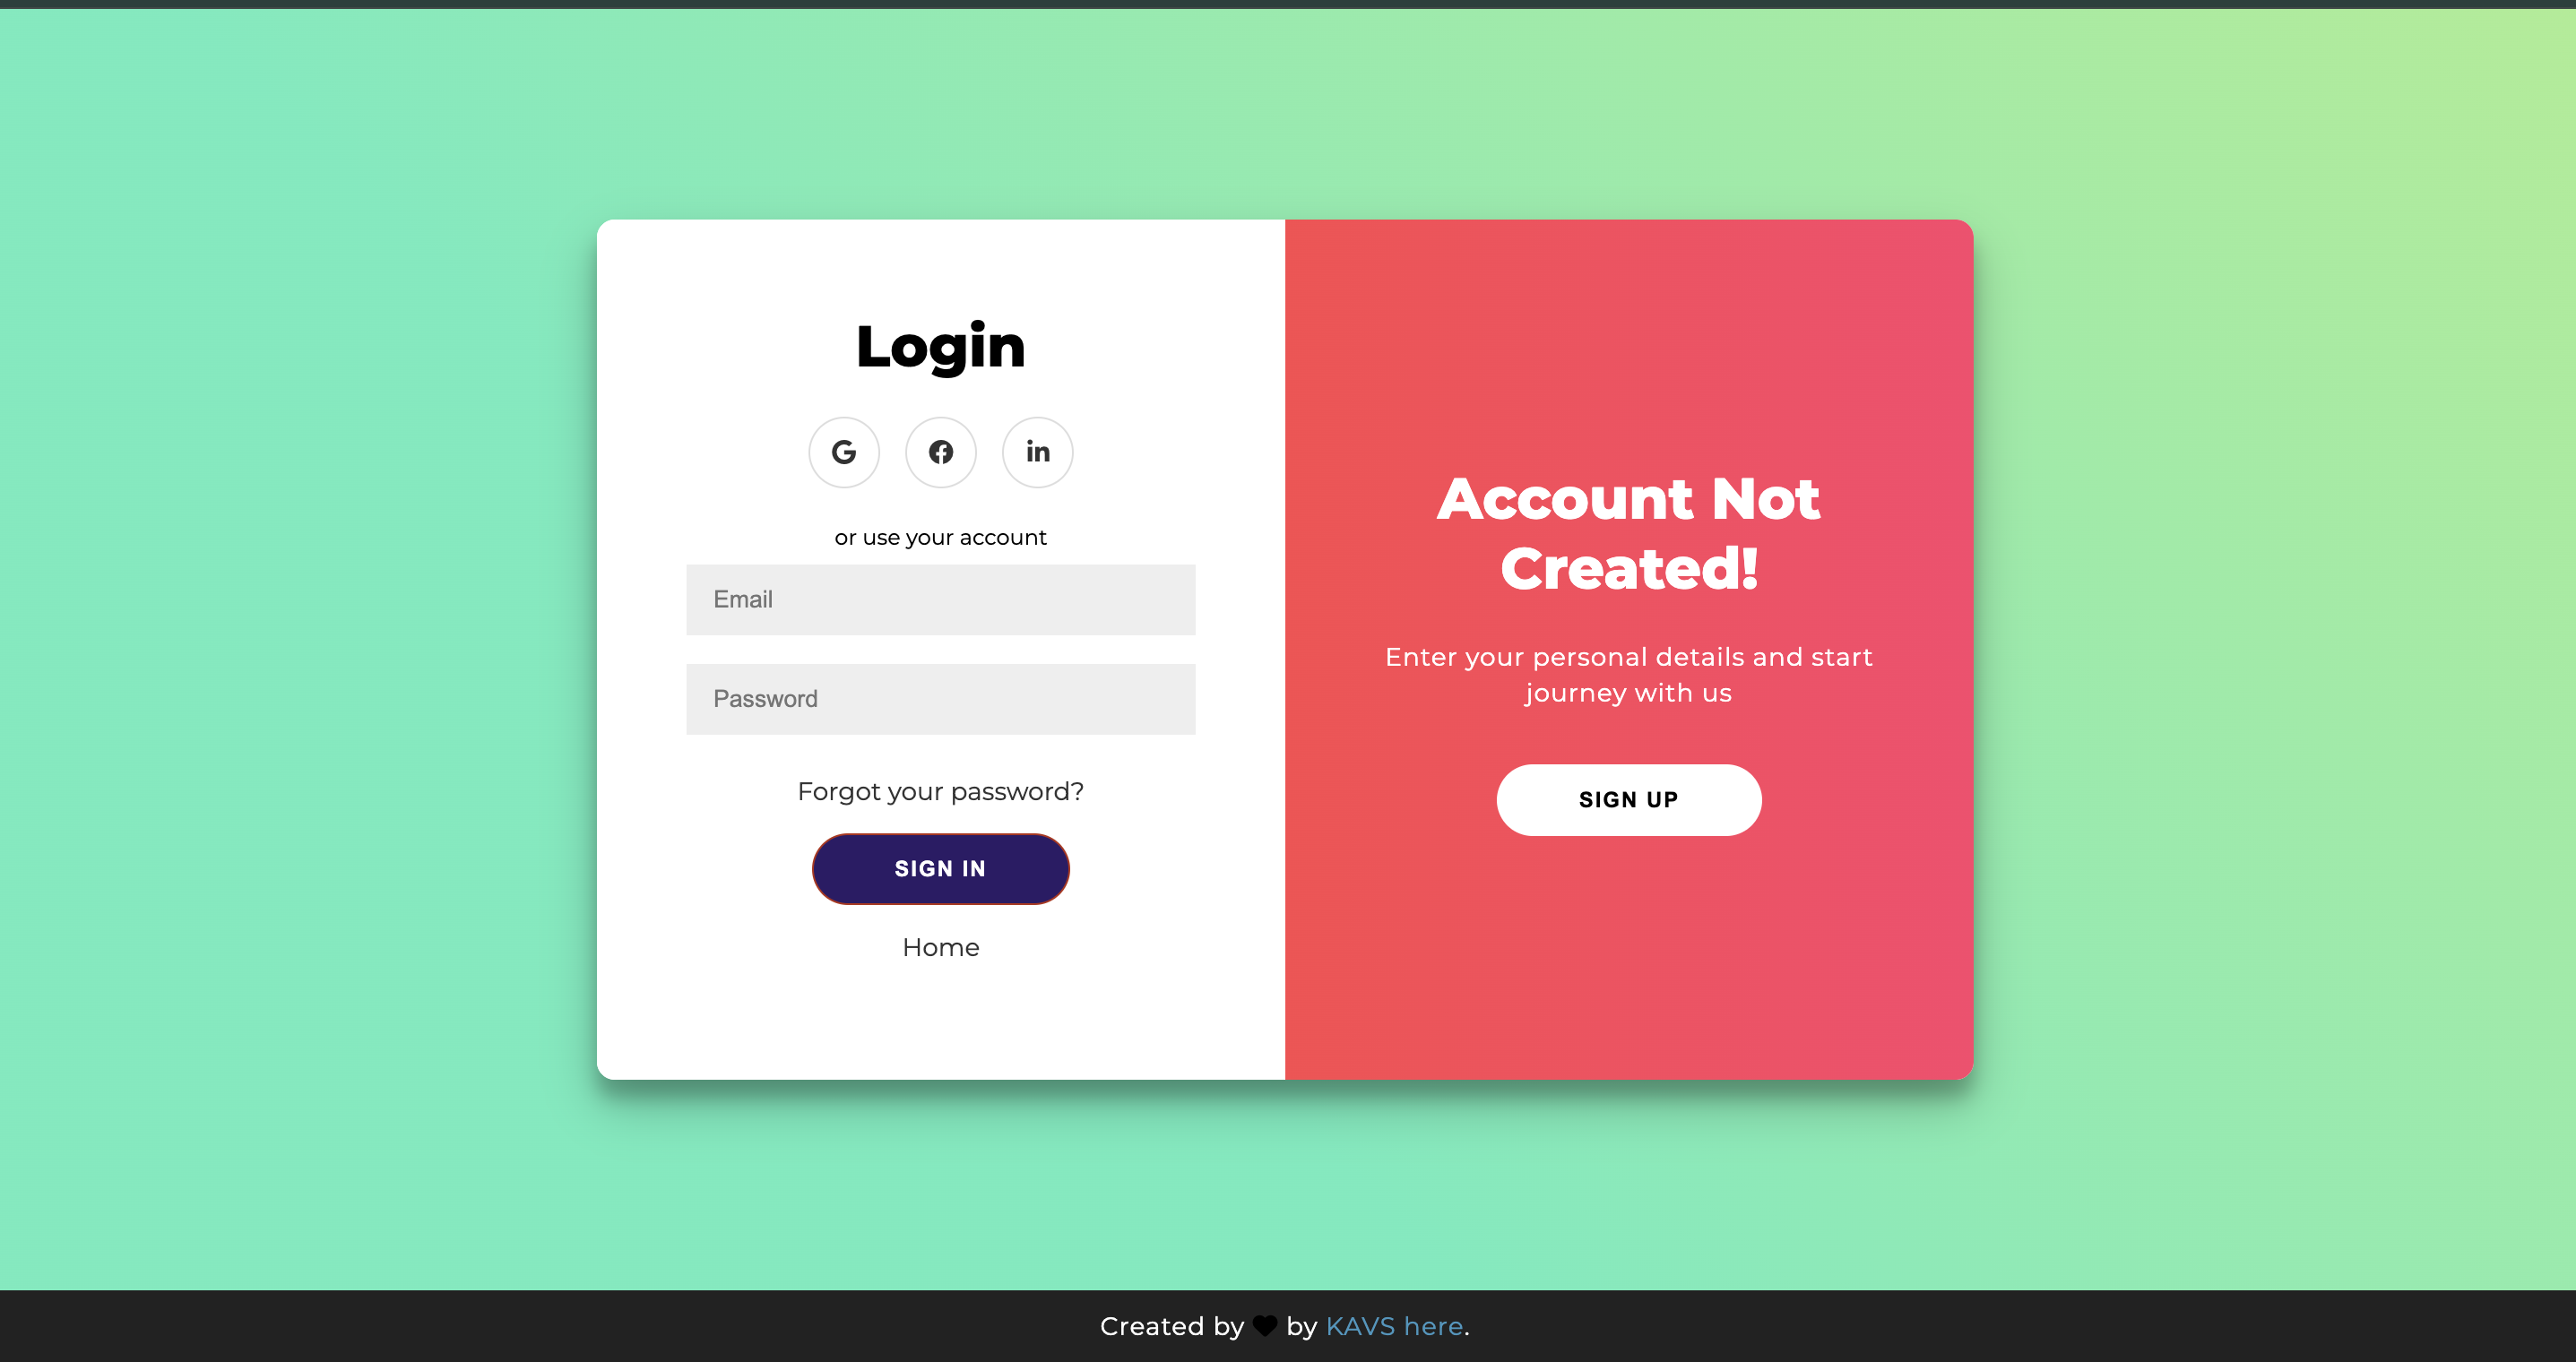 Login
or use your account
Email
Password
Forgot your password?
SIGN IN
Home
Account Not
Created!
Enter your personal details and start
journey with us
SIGN UP
Created by 🖤 by KAVS here.